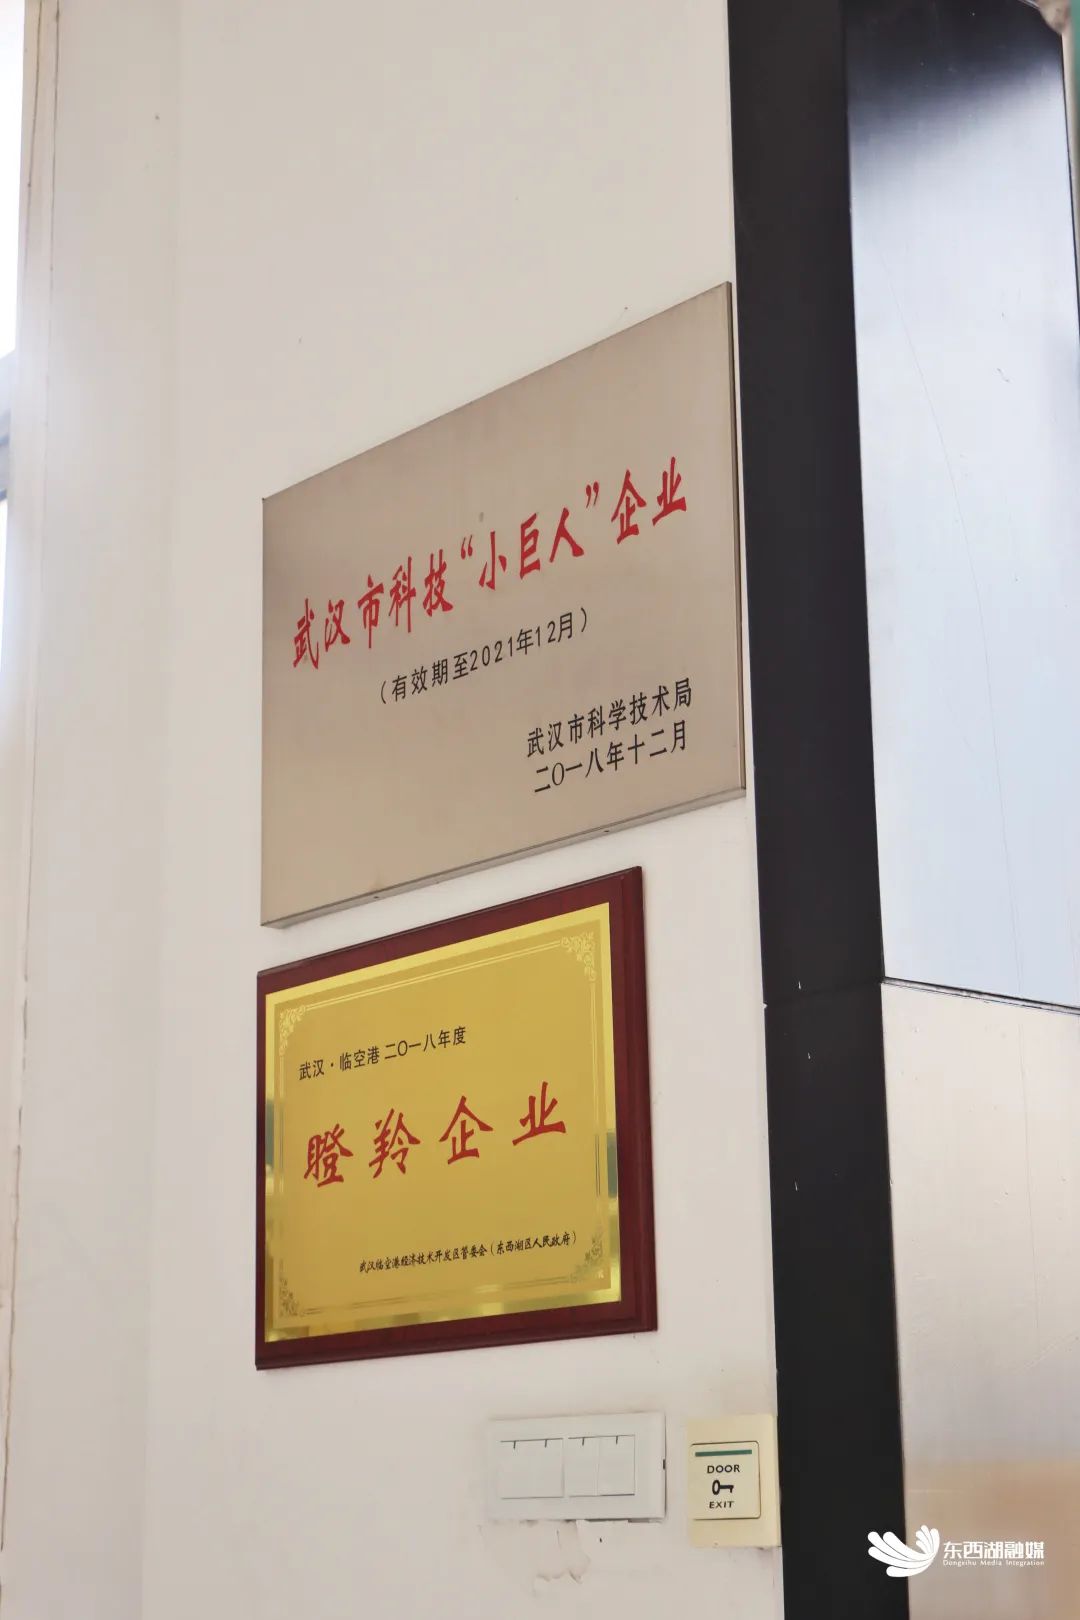 武汉市科技“小巨人”企业
（有效期至2021年12月）
武汉市科学技术局
二〇一八年十二月
武汉·临空港 二〇一八年度
瞪羚企业
武汉临空港经济技术开发区管委会（东西湖区人民政府）
DOOR
EXIT
东西湖融媒
Dongxihu Media Integration